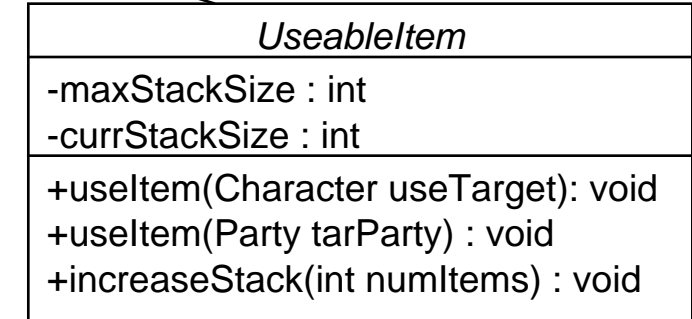 UseableItem
-maxStackSize : int
-currStackSize : int
+useItem(Character useTarget): void
+useItem(Party tarParty) : void
+increaseStack(int numItems) : void